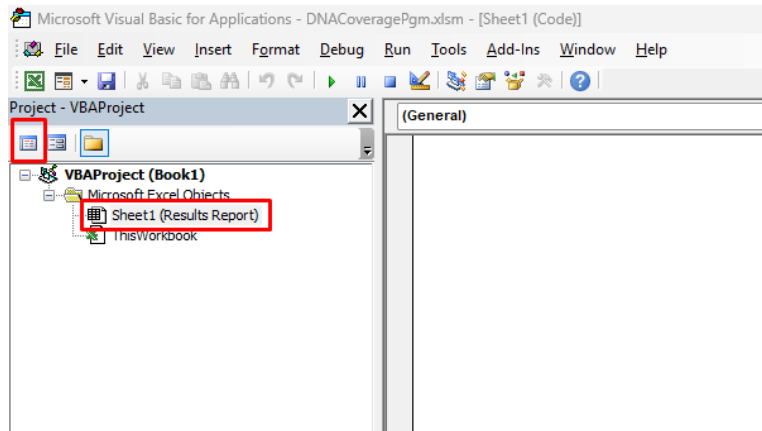 Microsoft Visual Basic for Applications - DNACoveragePgm.xlsm - [Sheet1 (Code)]
File Edit View Insert Format Debug Run Tools Add-Ins Window Help
Project - VBAProject
(General)
VBAProject (Book1)
Microsoft Excel Objects
Sheet1 (Results Report)
ThisWorkbook